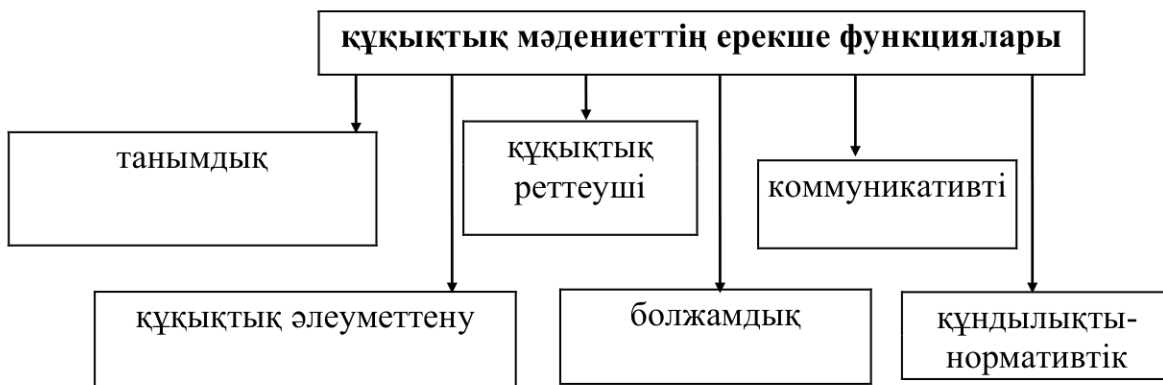 құқықтық мәдениеттің ерекше функциялары
танымдық
құқықтық
реттеуші
коммуникативті
құқықтық әлеуметтену
болжамдық
құндылықты-
нормативтік